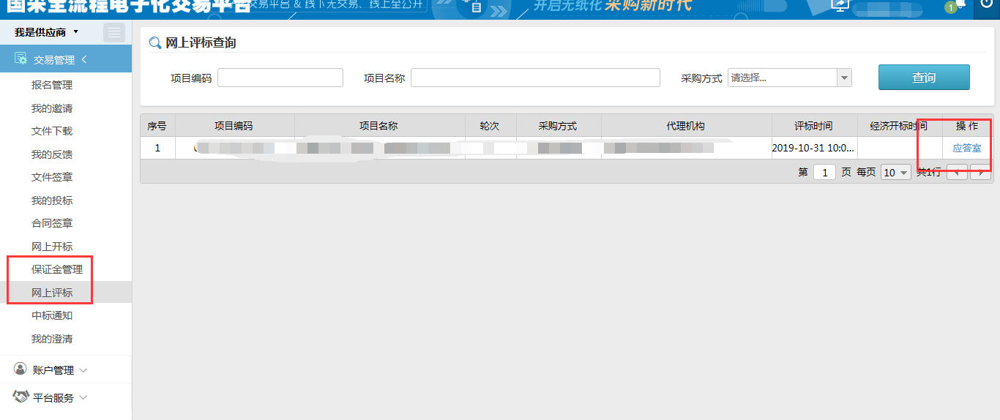 国采全流程电子化交易平台
交易平台 & 线下无交易、线上全公开
开启无纸化 采购新时代
1
我是供应商
交易管理
报名管理
我的邀请
文件下载
我的反馈
文件签章
我的投标
合同签章
网上开标
保证金管理
网上评标
中标通知
我的澄清
账户管理
平台服务
网上评标查询
项目编码 项目名称 采购方式 请选择... 查询
序号 项目编码 项目名称 轮次 采购方式 代理机构 评标时间 经济开标时间 操 作
1 2019-10-31 10:0... 应答室
第 1 页 每页 10 共1行